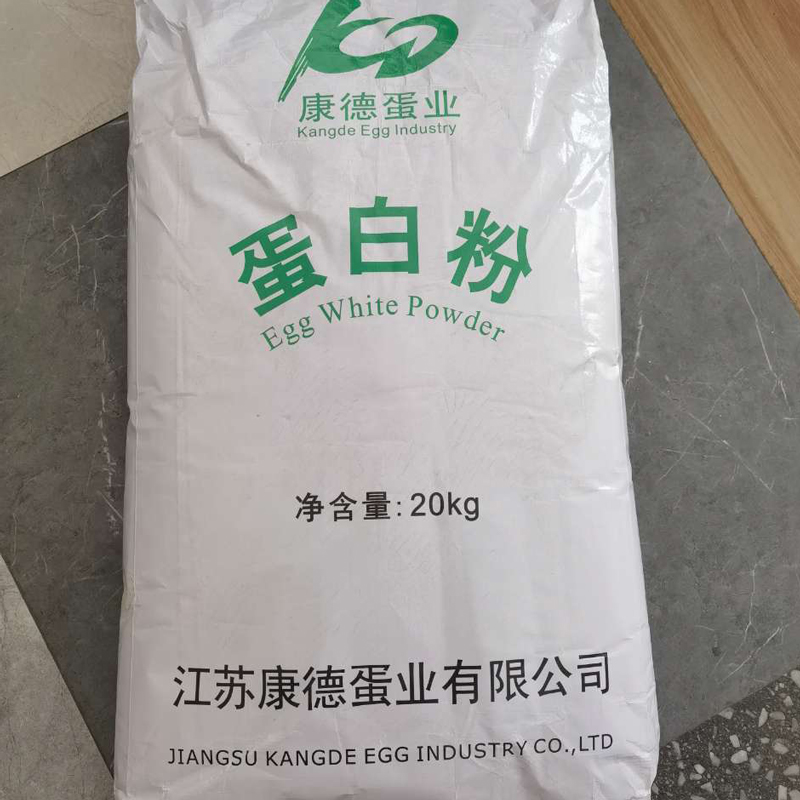 康德蛋业
Kangde Egg Industry
蛋白粉
Egg White Powder
净含量:20kg
江苏康德蛋业有限公司
JIANGSU KANGDE EGG INDUSTRY CO.,LTD